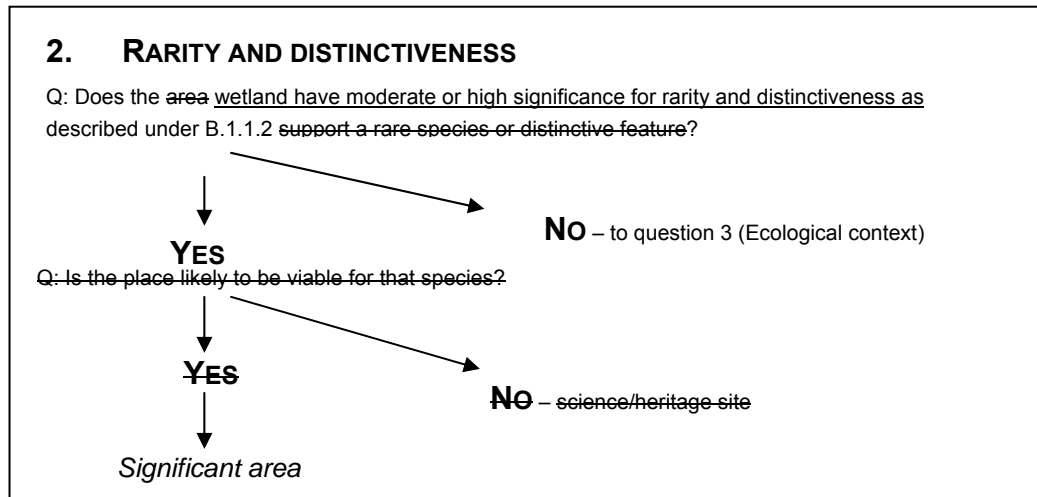 2. RARITY AND DISTINCTIVENESS
Q: Does the area wetland have moderate or high significance for rarity and distinctiveness as
described under B.1.1.2 support a rare species or distinctive feature?
NO – to question 3 (Ecological context)
YES
Q: Is the place likely to be viable for that species?
YES
NO – science/heritage site
Significant area